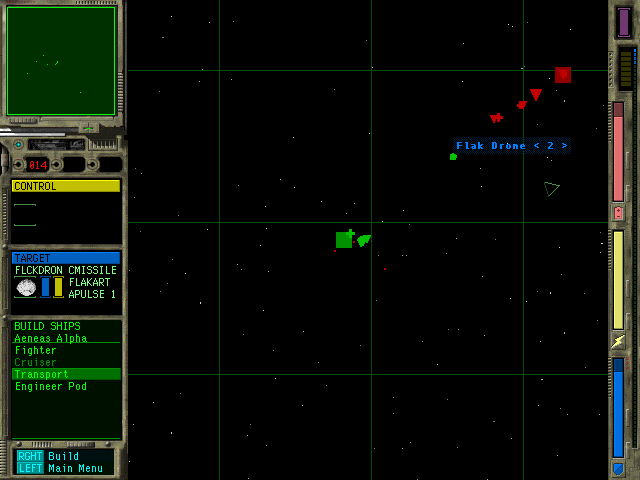 Flak Drone < 2 >
014
CONTROL
TARGET
FLCKDRON CMISSILE
FLAKART
APULSE 1
BUILD SHIPS
Aeneas Alpha
Fighter
Cruiser
Transport
Engineer Pod
RGHT Build
LEFT Main Menu